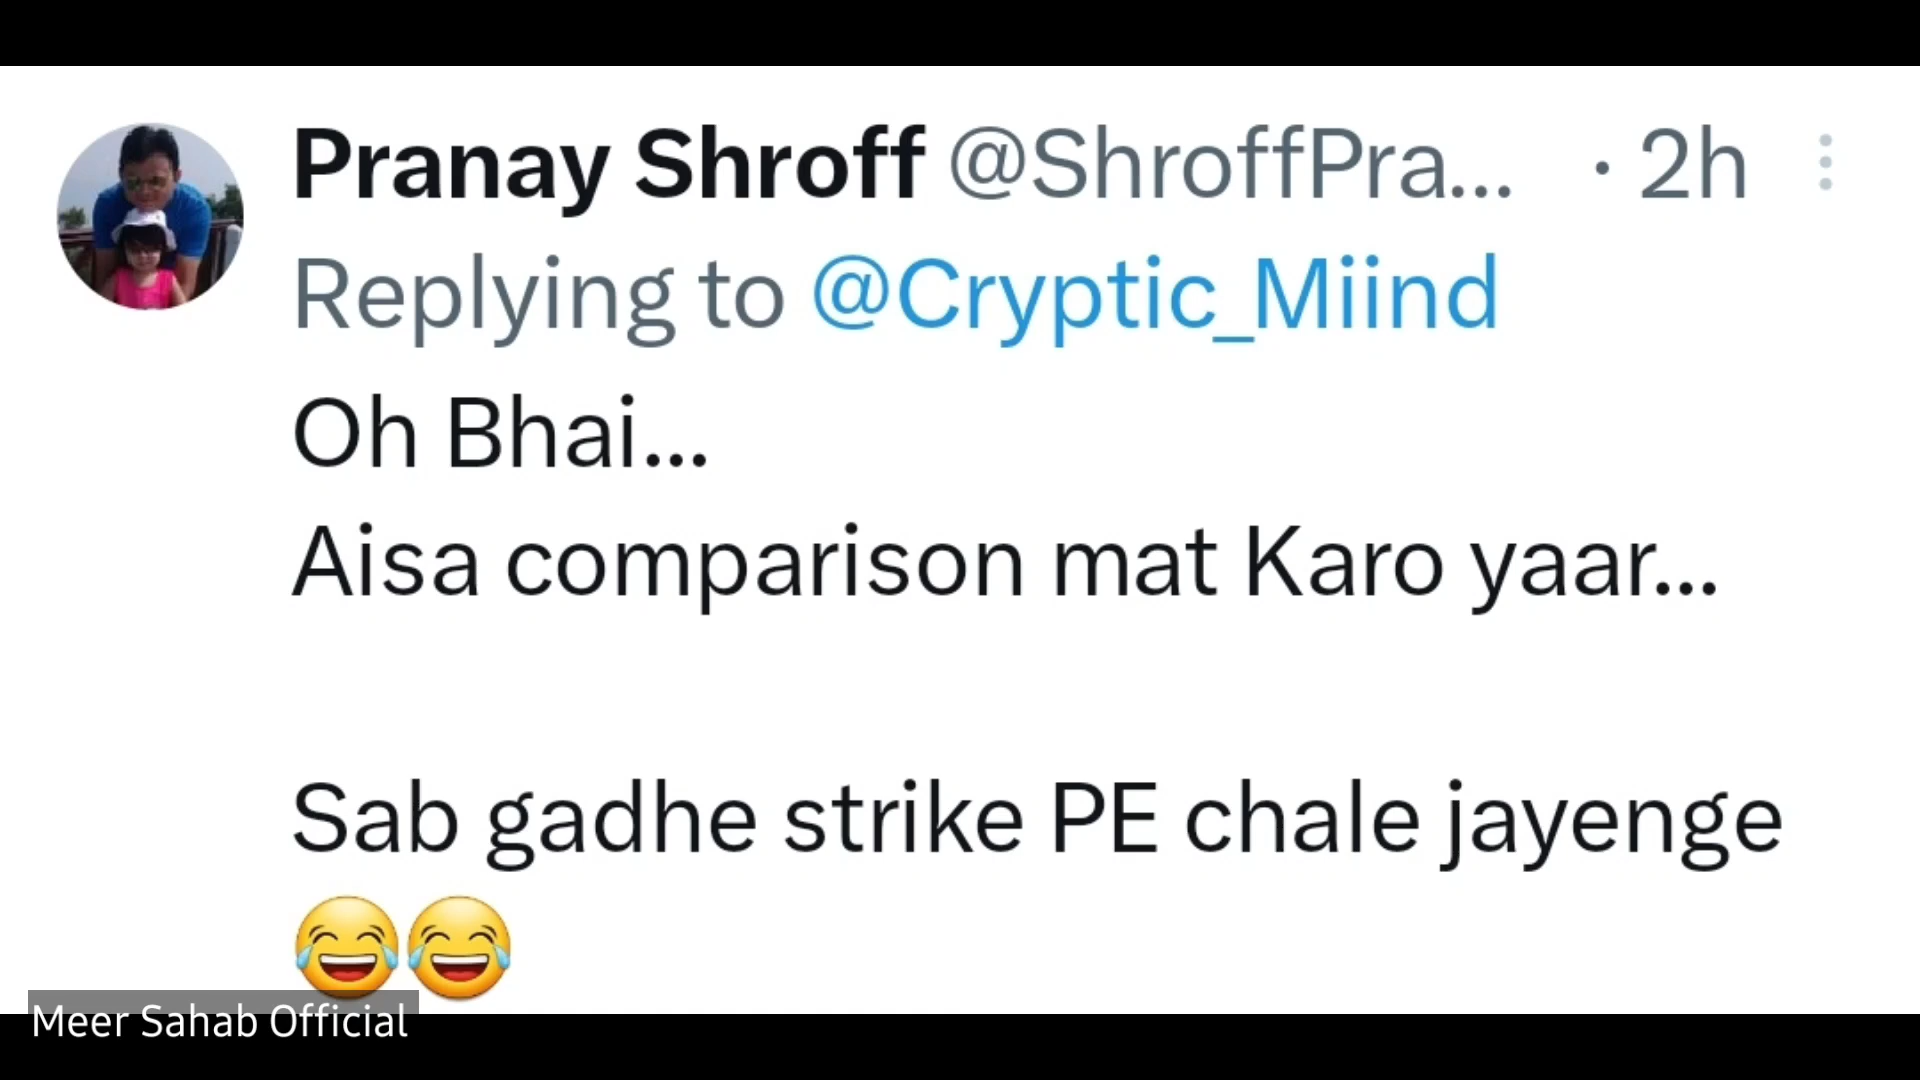 Pranay Shroff @ShroffPra... · 2h
Replying to @Cryptic_Miind
Oh Bhai...
Aisa comparison mat Karo yaar...
Sab gadhe strike PE chale jayenge
😂😂
Meer Sahab Official